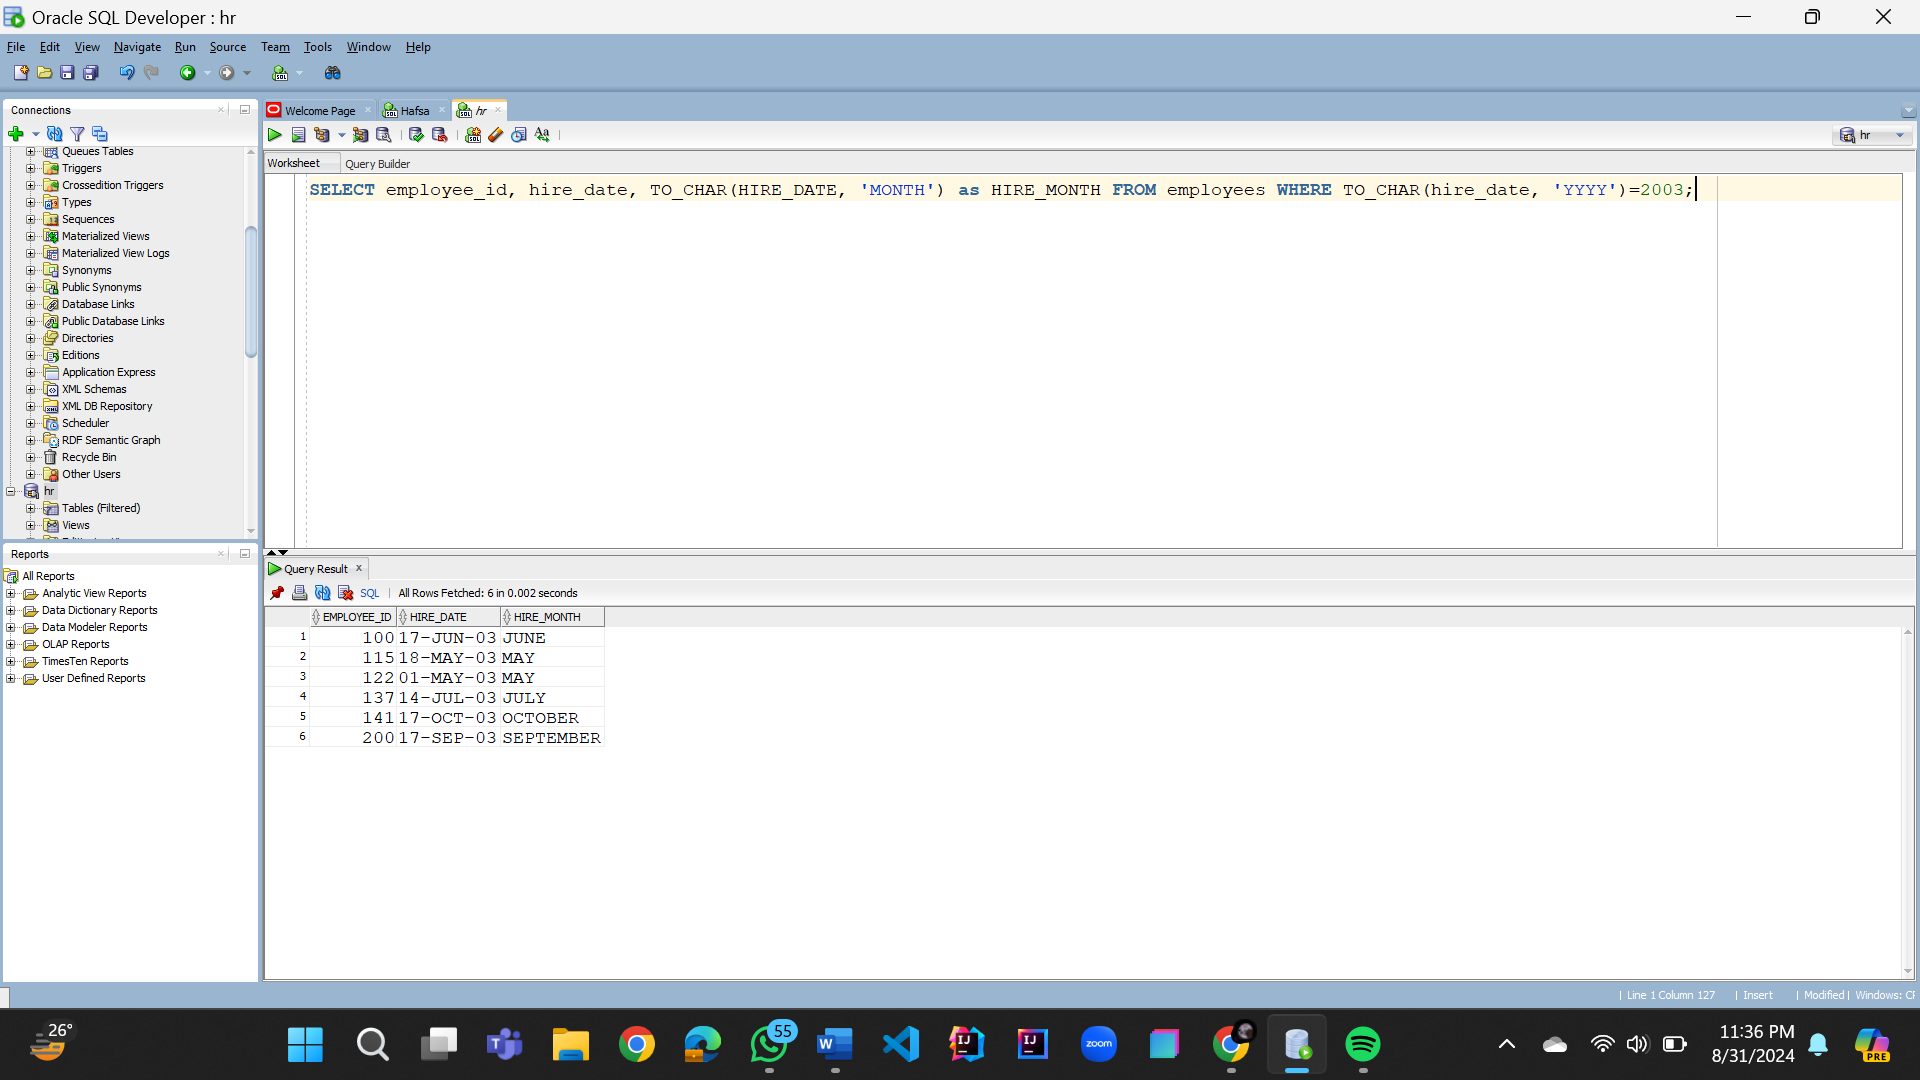 Oracle SQL Developer : hr
File Edit View Navigate Run Source Team Tools Window Help
Connections
Queues Tables
Triggers
Crossedition Triggers
Types
Sequences
Materialized Views
Materialized View Logs
Synonyms
Public Synonyms
Database Links
Public Database Links
Directories
Editions
Application Express
XML Schemas
XML DB Repository
Scheduler
RDF Semantic Graph
Recycle Bin
Other Users
hr
Tables (Filtered)
Views
Reports
All Reports
Analytic View Reports
Data Dictionary Reports
Data Modeler Reports
OLAP Reports
TimesTen Reports
User Defined Reports
Welcome Page Hafsa hr
hr
Worksheet Query Builder
SELECT employee_id, hire_date, TO_CHAR(HIRE_DATE, 'MONTH') as HIRE_MONTH FROM employees WHERE TO_CHAR(hire_date, 'YYYY')=2003;
Query Result
SQL | All Rows Fetched: 6 in 0.002 seconds
EMPLOYEE_ID HIRE_DATE HIRE_MONTH
1 100 17-JUN-03 JUNE
2 115 18-MAY-03 MAY
3 122 01-MAY-03 MAY
4 137 14-JUL-03 JULY
5 141 17-OCT-03 OCTOBER
6 200 17-SEP-03 SEPTEMBER
| Line 1 Column 127 | Insert | Modified | Windows:
26°
55
zoom
11:36 PM
8/31/2024
PRE